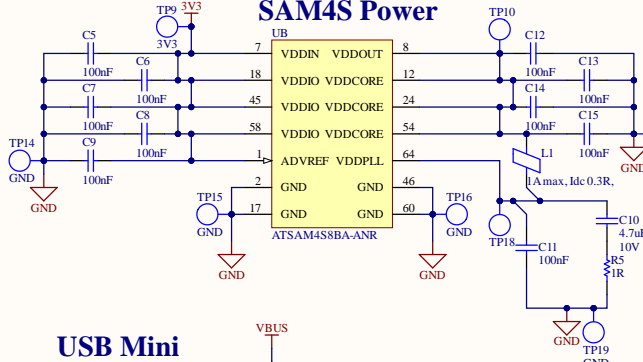 SAM4S Power
TP9
3V3
3V3
UB
TP10
C5
100nF
7
VDDIN
VDDOUT
8
C12
100nF
C6
100nF
18
VDDIO
VDDCORE
12
C13
100nF
C7
100nF
45
VDDIO
VDDCORE
24
C14
100nF
C8
100nF
58
VDDIO
VDDCORE
54
C15
100nF
TP14
GND
C9
100nF
1
ADVREF
VDDPLL
64
L1
1A max, Idc 0.3R,
GND
GND
2
GND
GND
46
TP15
GND
17
GND
GND
60
TP16
GND
ATSAM4S8BA-ANR
GND
GND
TP18
C11
100nF
C10
10V
R5
1R
GND
TP19
GND
USB Mini
VBUS